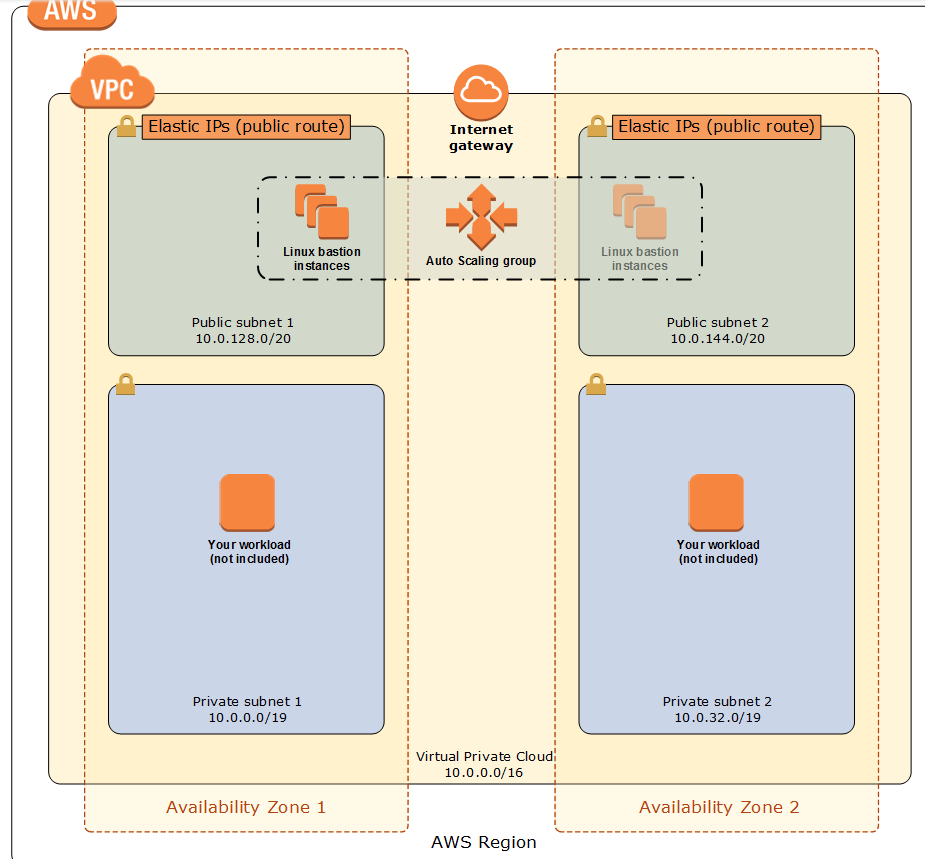 AWS
VPC
Internet
gateway
Elastic IPs (public route)
Elastic IPs (public route)
Linux bastion
instances
Auto Scaling group
Linux bastion
instances
Public subnet 1
10.0.128.0/20
Public subnet 2
10.0.144.0/20
Your workload
(not included)
Your workload
(not included)
Private subnet 1
10.0.0.0/19
Private subnet 2
10.0.32.0/19
Virtual Private Cloud
10.0.0.0/16
Availability Zone 1
Availability Zone 2
AWS Region